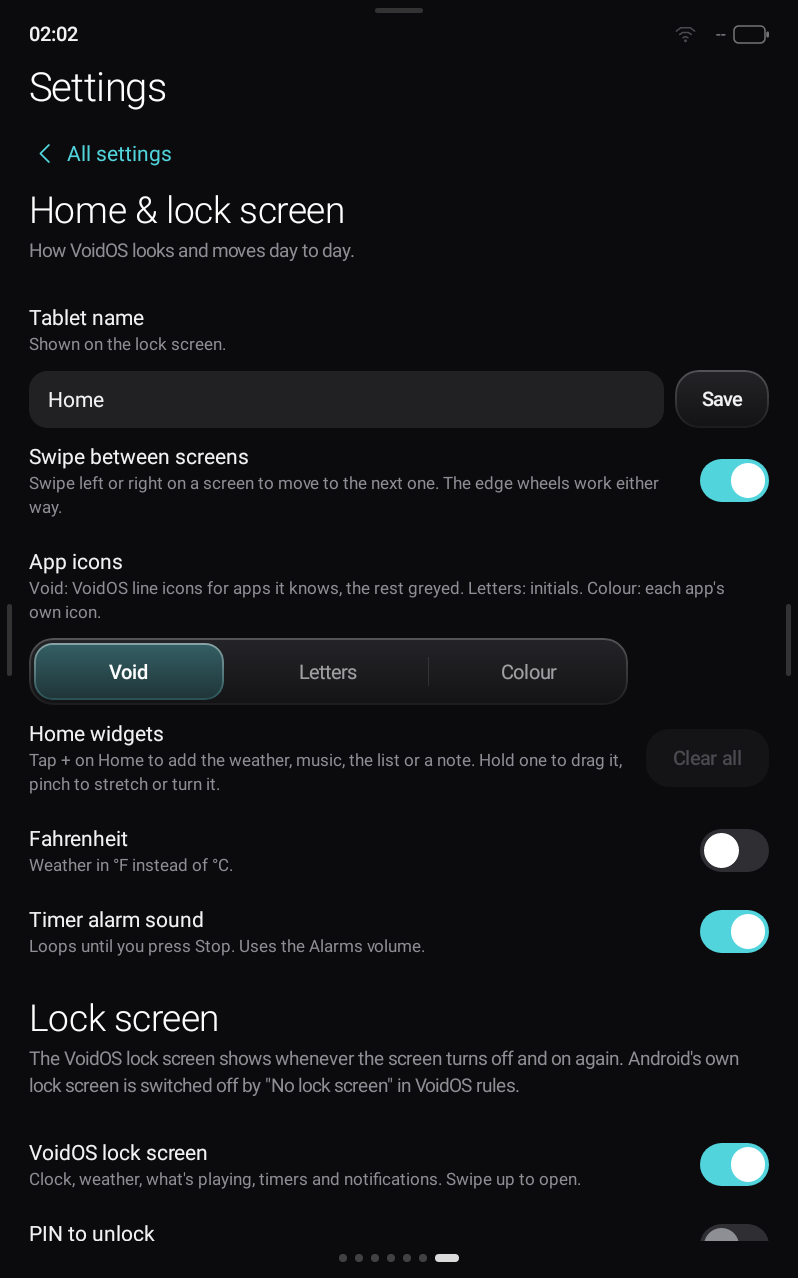 02:02
--
Settings
All settings
Home & lock screen
How VoidOS looks and moves day to day.
Tablet name
Shown on the lock screen.
Home
Save
Swipe between screens
Swipe left or right on a screen to move to the next one. The edge wheels work either
way.
App icons
Void: VoidOS line icons for apps it knows, the rest greyed. Letters: initials. Colour: each app's
own icon.
Void
Letters
Colour
Home widgets
Tap + on Home to add the weather, music, the list or a note. Hold one to drag it,
pinch to stretch or turn it.
Clear all
Fahrenheit
Weather in °F instead of °C.
Timer alarm sound
Loops until you press Stop. Uses the Alarms volume.
Lock screen
The VoidOS lock screen shows whenever the screen turns off and on again. Android's own
lock screen is switched off by "No lock screen" in VoidOS rules.
VoidOS lock screen
Clock, weather, what's playing, timers and notifications. Swipe up to open.
PIN to unlock